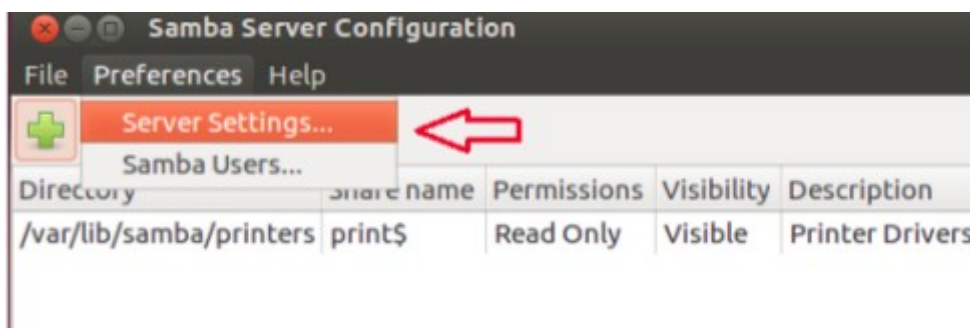 Samba Server Configuration
File Preferences Help
Server Settings...
Samba Users...
Directory Share name Permissions Visibility Description
/var/lib/samba/printers print$ Read Only Visible Printer Drivers